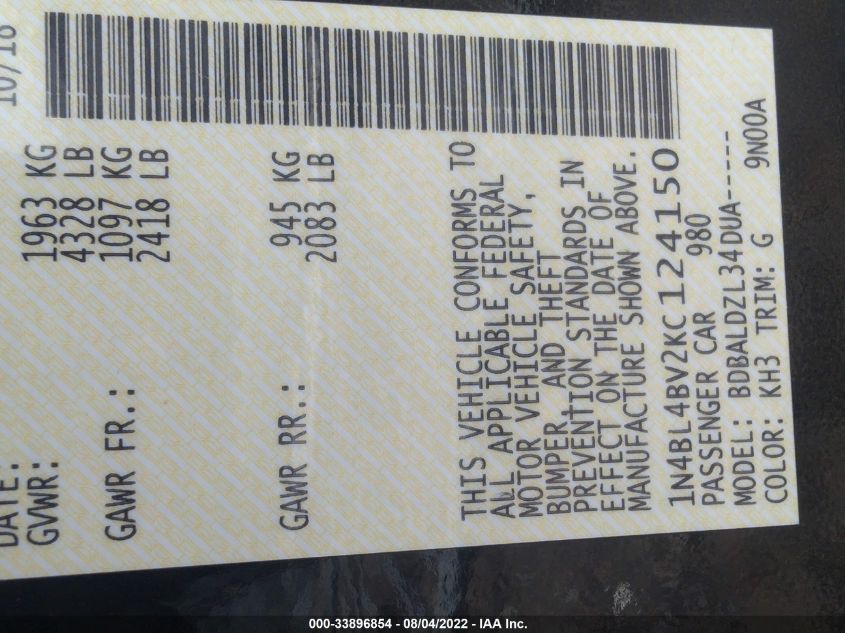 DATE: 10/18
GVWR: 1963 KG
4328 LB
GAWR FR.: 1097 KG
2418 LB
GAWR RR.: 945 KG
2083 LB
THIS VEHICLE CONFORMS TO
ALL APPLICABLE FEDERAL
MOTOR VEHICLE SAFETY,
BUMPER, AND THEFT
PREVENTION STANDARDS IN
EFFECT ON THE DATE OF
MANUFACTURE SHOWN ABOVE.
1N4BL4BV2KC124150
PASSENGER CAR 980
MODEL: BDBALDZL34DUA-----
COLOR: KH3 TRIM: G 9N00A
000-33896854 - 08/04/2022 - IAA Inc.